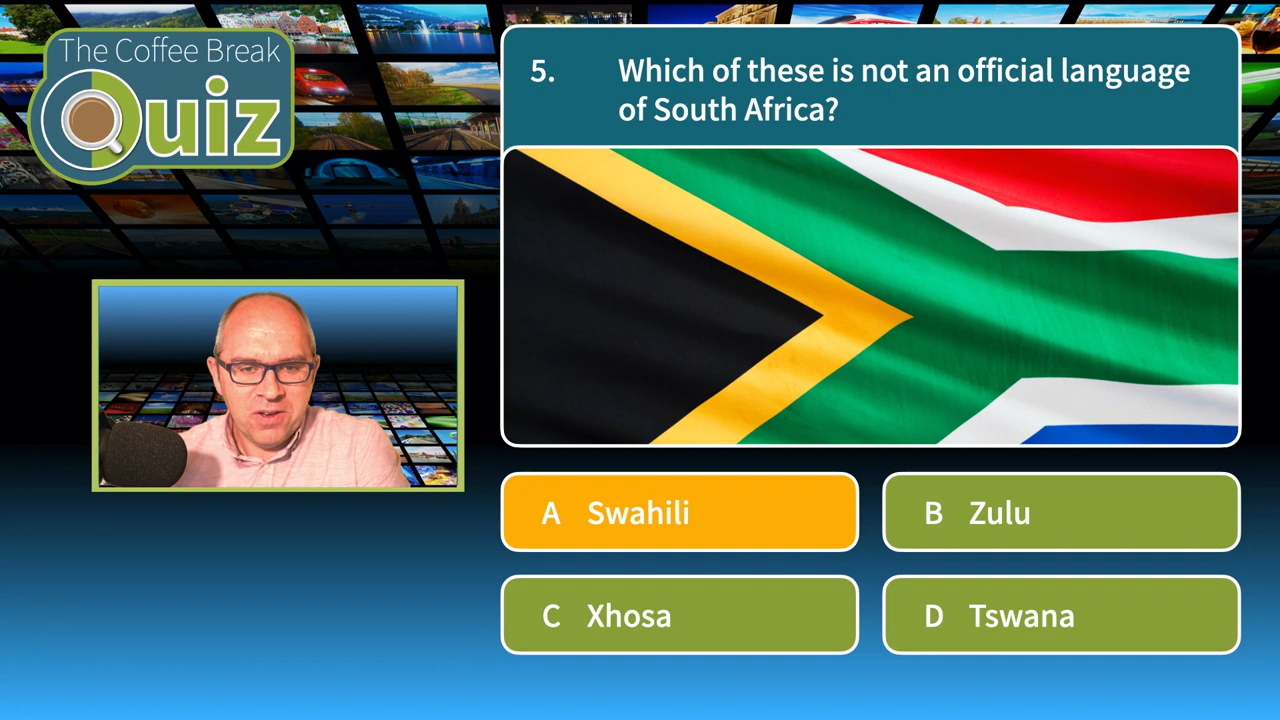 The Coffee Break
Quiz
5. Which of these is not an official language
of South Africa?
A Swahili
B Zulu
C Xhosa
D Tswana